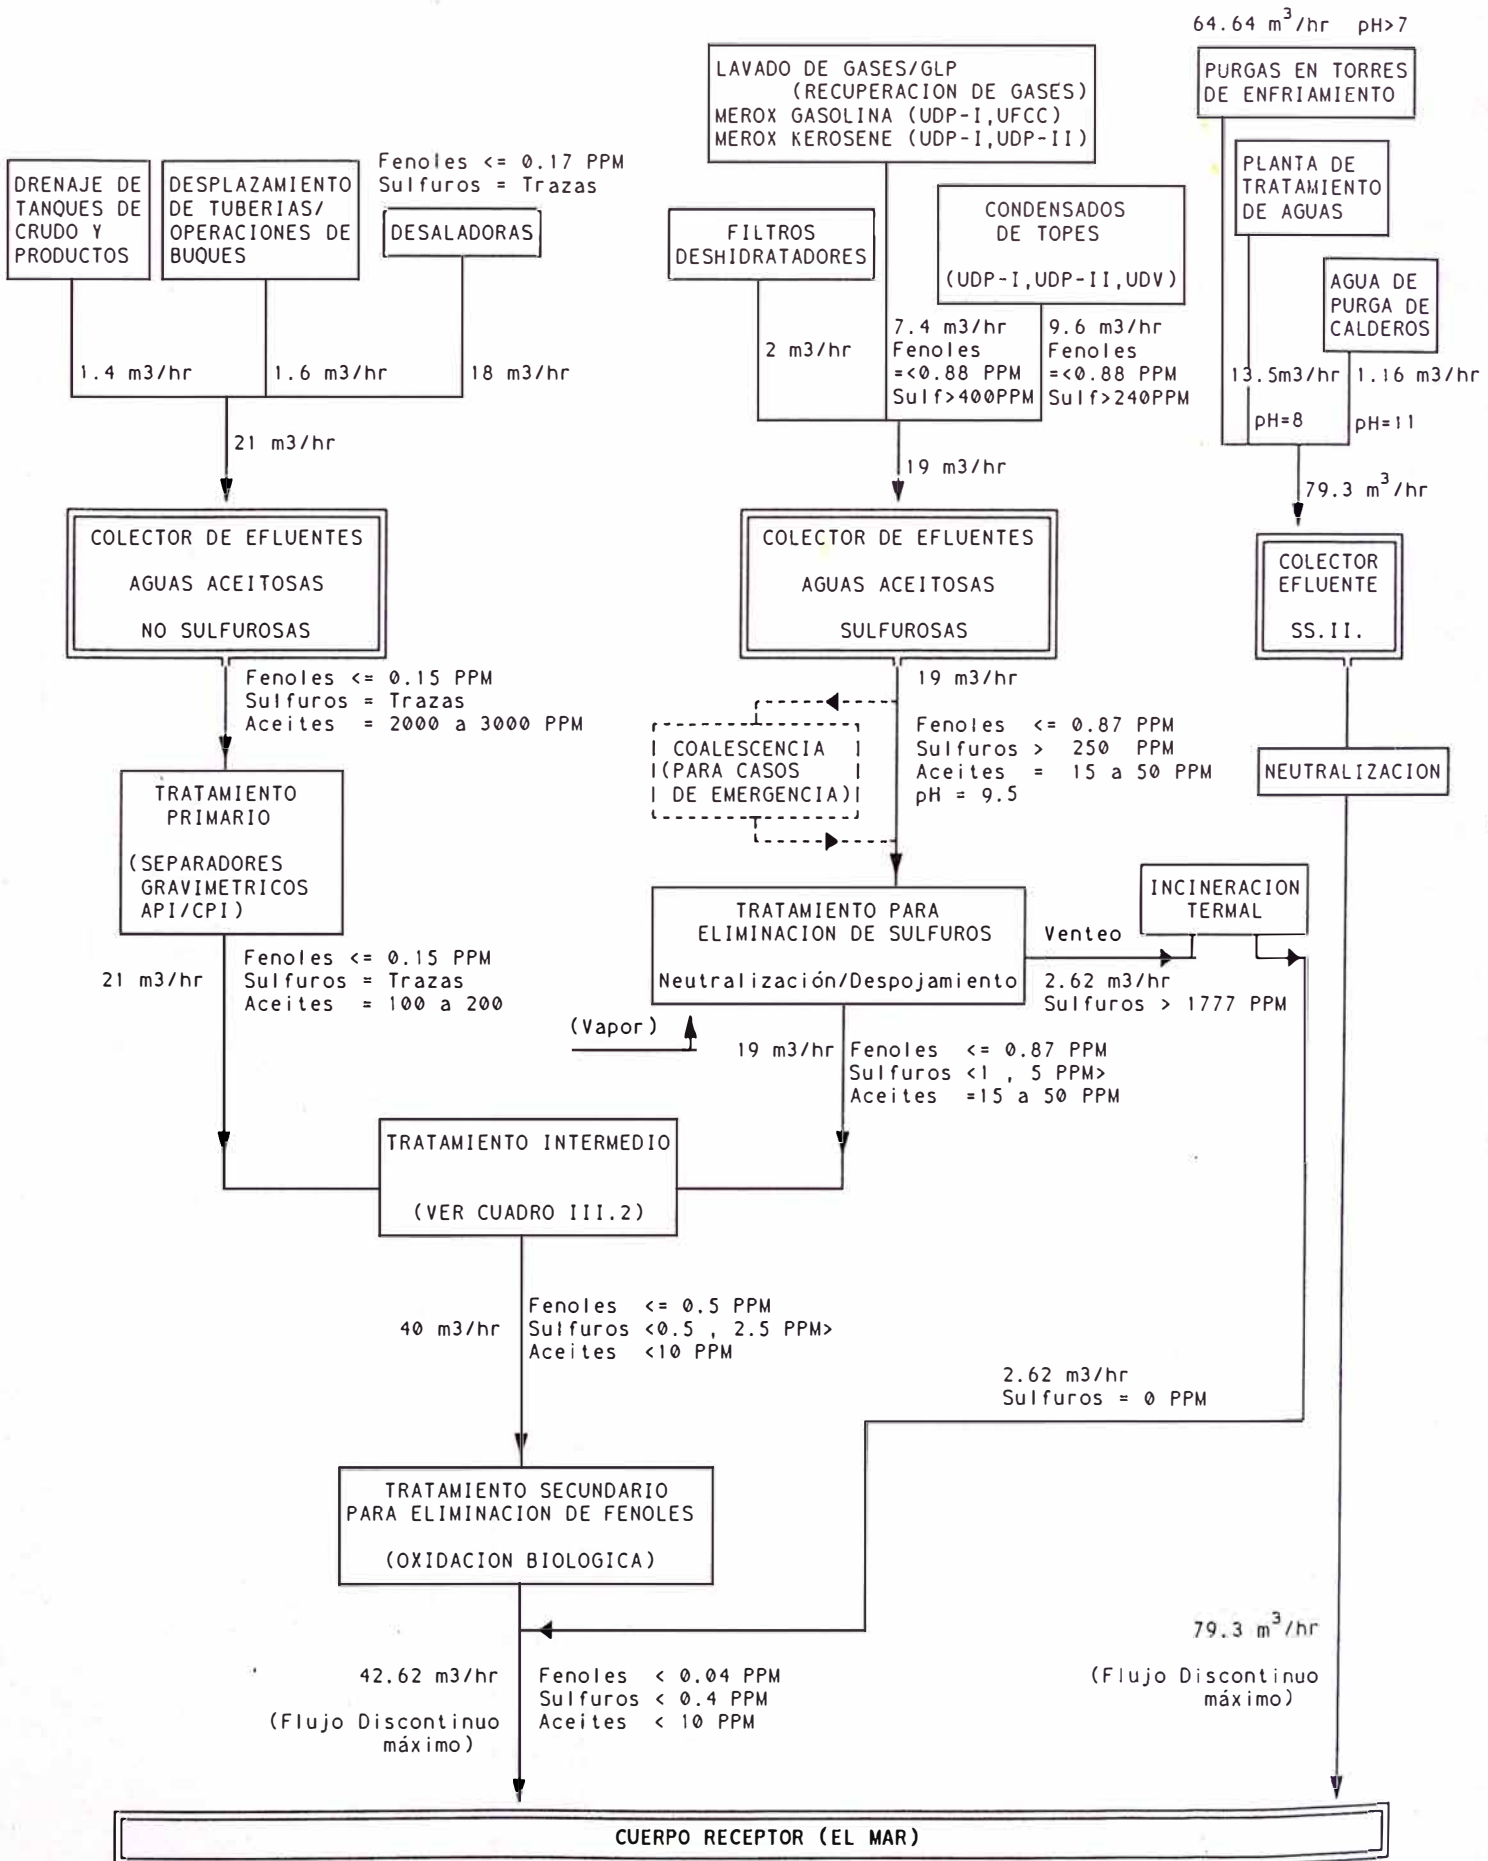 64.64 m³/hr pH>7
LAVADO DE GASES/GLP
(RECUPERACION DE GASES)
MEROX GASOLINA (UDP-I,UFCC)
MEROX KEROSENE (UDP-I,UDP-II)
PURGAS EN TORRES
DE ENFRIAMIENTO
Fenoles <= 0.17 PPM
Sulfuros = Trazas
DRENAJE DE
TANQUES DE
CRUDO Y
PRODUCTOS
DESPLAZAMIENTO
DE TUBERIAS/
OPERACIONES DE
BUQUES
DESALADORAS
FILTROS
DESHIDRATADORES
CONDENSADOS
DE TOPES
(UDP-I,UDP-II,UDV)
PLANTA DE
TRATAMIENTO
DE AGUAS
AGUA DE
PURGA DE
CALDEROS
1.4 m3/hr
1.6 m3/hr
18 m3/hr
2 m3/hr
7.4 m3/hr
Fenoles
=<0.88 PPM
Sulf>400PPM
9.6 m3/hr
Fenoles
=<0.88 PPM
Sulf>240PPM
13.5m3/hr
pH=8
1.16 m3/hr
pH=11
21 m3/hr
19 m3/hr
79.3 m³/hr
COLECTOR DE EFLUENTES
AGUAS ACEITOSAS
NO SULFUROSAS
COLECTOR DE EFLUENTES
AGUAS ACEITOSAS
SULFUROSAS
COLECTOR
EFLUENTE
SS.II.
Fenoles <= 0.15 PPM
Sulfuros = Trazas
Aceites = 2000 a 3000 PPM
19 m3/hr
Fenoles <= 0.87 PPM
Sulfuros > 250 PPM
Aceites = 15 a 50 PPM
pH = 9.5
COALESCENCIA
(PARA CASOS
DE EMERGENCIA)
NEUTRALIZACION
TRATAMIENTO
PRIMARIO
(SEPARADORES
GRAVIMETRICOS
API/CPI)
TRATAMIENTO PARA
ELIMINACION DE SULFUROS
Neutralización/Despojamiento
INCINERACION
TERMAL
Venteo
2.62 m3/hr
Sulfuros > 1777 PPM
21 m3/hr
Fenoles <= 0.15 PPM
Sulfuros = Trazas
Aceites = 100 a 200
(Vapor)
19 m3/hr
Fenoles <= 0.87 PPM
Sulfuros <1 , 5 PPM>
Aceites =15 a 50 PPM
TRATAMIENTO INTERMEDIO
(VER CUADRO III.2)
40 m3/hr
Fenoles <= 0.5 PPM
Sulfuros <0.5 , 2.5 PPM>
Aceites <10 PPM
2.62 m3/hr
Sulfuros = 0 PPM
TRATAMIENTO SECUNDARIO
PARA ELIMINACION DE FENOLES
(OXIDACION BIOLOGICA)
42.62 m3/hr
(Flujo Discontinuo
máximo)
Fenoles < 0.04 PPM
Sulfuros < 0.4 PPM
Aceites < 10 PPM
79.3 m³/hr
(Flujo Discontinuo
máximo)
CUERPO RECEPTOR (EL MAR)